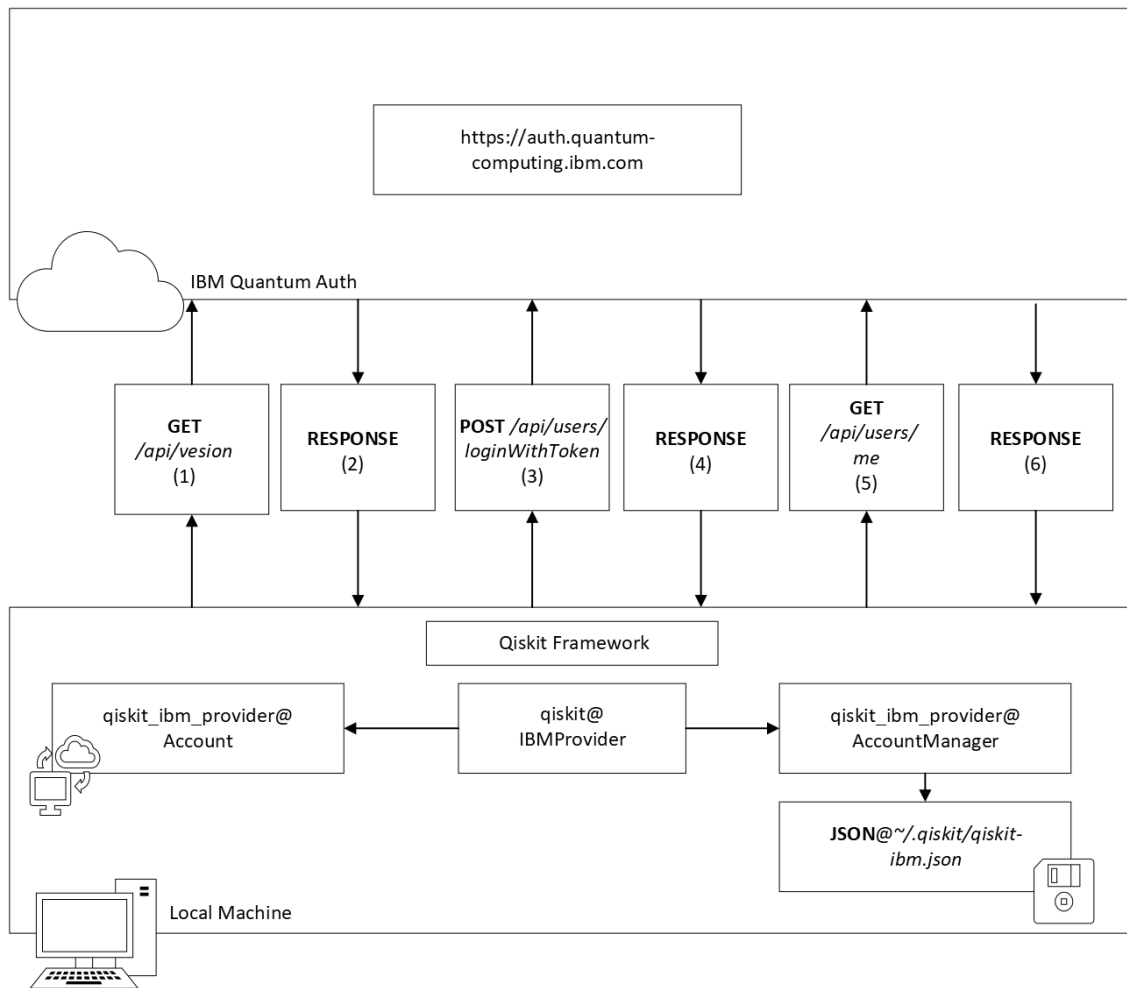 https://auth.quantum-
computing.ibm.com
IBM Quantum Auth
GET
/api/vesion
(1)
RESPONSE
(2)
POST /api/users/
loginWithToken
(3)
RESPONSE
(4)
GET
/api/users/
me
(5)
RESPONSE
(6)
Qiskit Framework
qiskit_ibm_provider@
Account
qiskit@
IBMProvider
qiskit_ibm_provider@
AccountManager
JSON@~/.qiskit/qiskit-
ibm.json
Local Machine